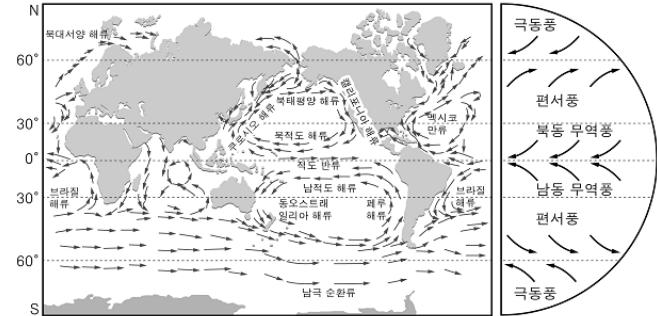 N
북대서양 해류
60°
30°
0°
30°
60°
S
북태평양 해류
쿠로시오 해류
캘리포니아 해류
멕시코
만류
북적도 해류
적도 반류
남적도 해류
브라질
해류
동오스트레
일리아 해류
페루
해류
브라질
해류
남극 순환류
극동풍
편서풍
북동 무역풍
남동 무역풍
편서풍
극동풍